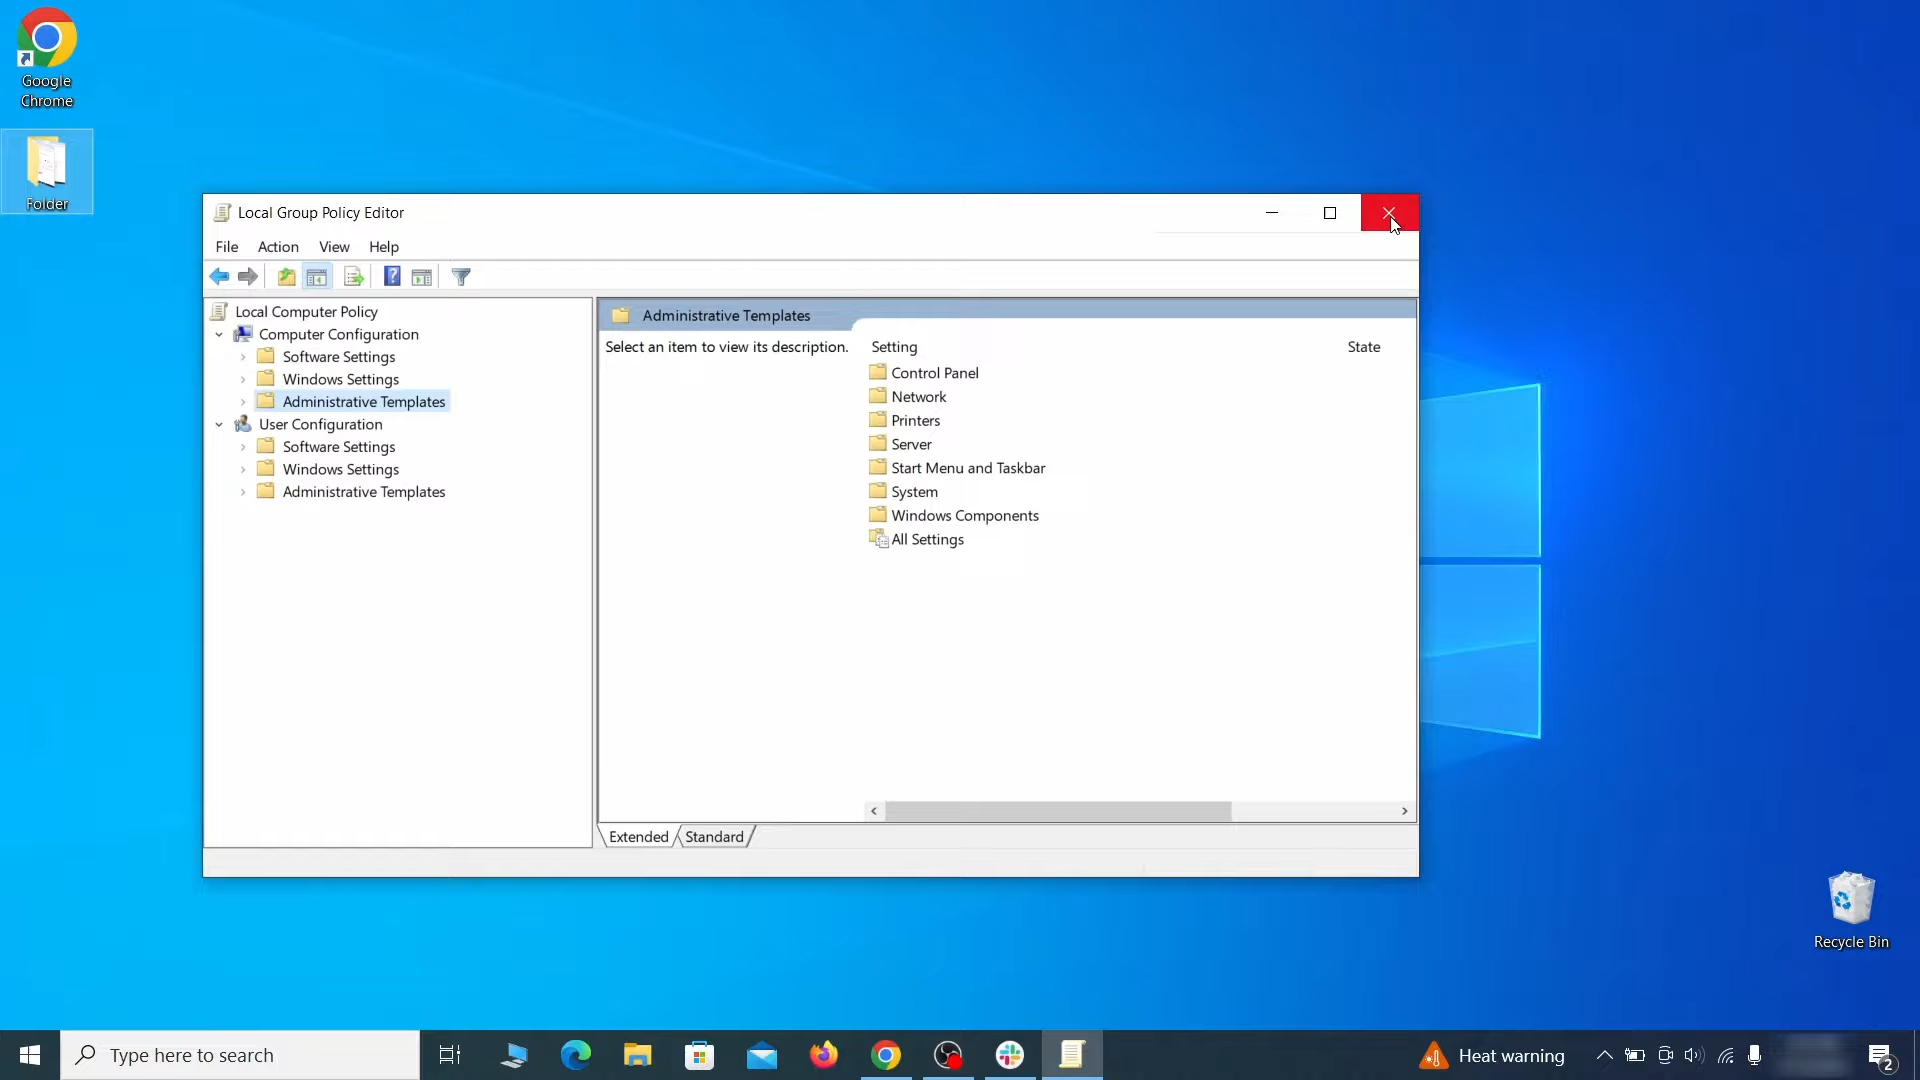 Google
Chrome
Folder
Local Group Policy Editor
File Action View Help
Local Computer Policy
Computer Configuration
Software Settings
Windows Settings
Administrative Templates
User Configuration
Software Settings
Windows Settings
Administrative Templates
Administrative Templates
Select an item to view its description.
Setting State
Control Panel
Network
Printers
Server
Start Menu and Taskbar
System
Windows Components
All Settings
Extended Standard
Recycle Bin
Type here to search
Heat warning
2